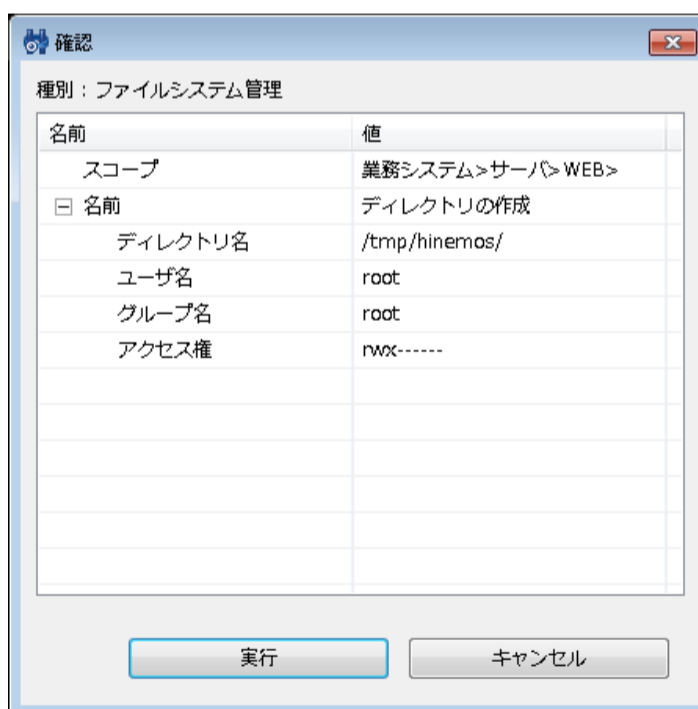 確認
種別：ファイルシステム管理
名前 値
スコープ 業務システム>サーバ>WEB>
名前 ディレクトリの作成
ディレクトリ名 /tmp/hinemos/
ユーザ名 root
グループ名 root
アクセス権 rwx------
実行 キャンセル